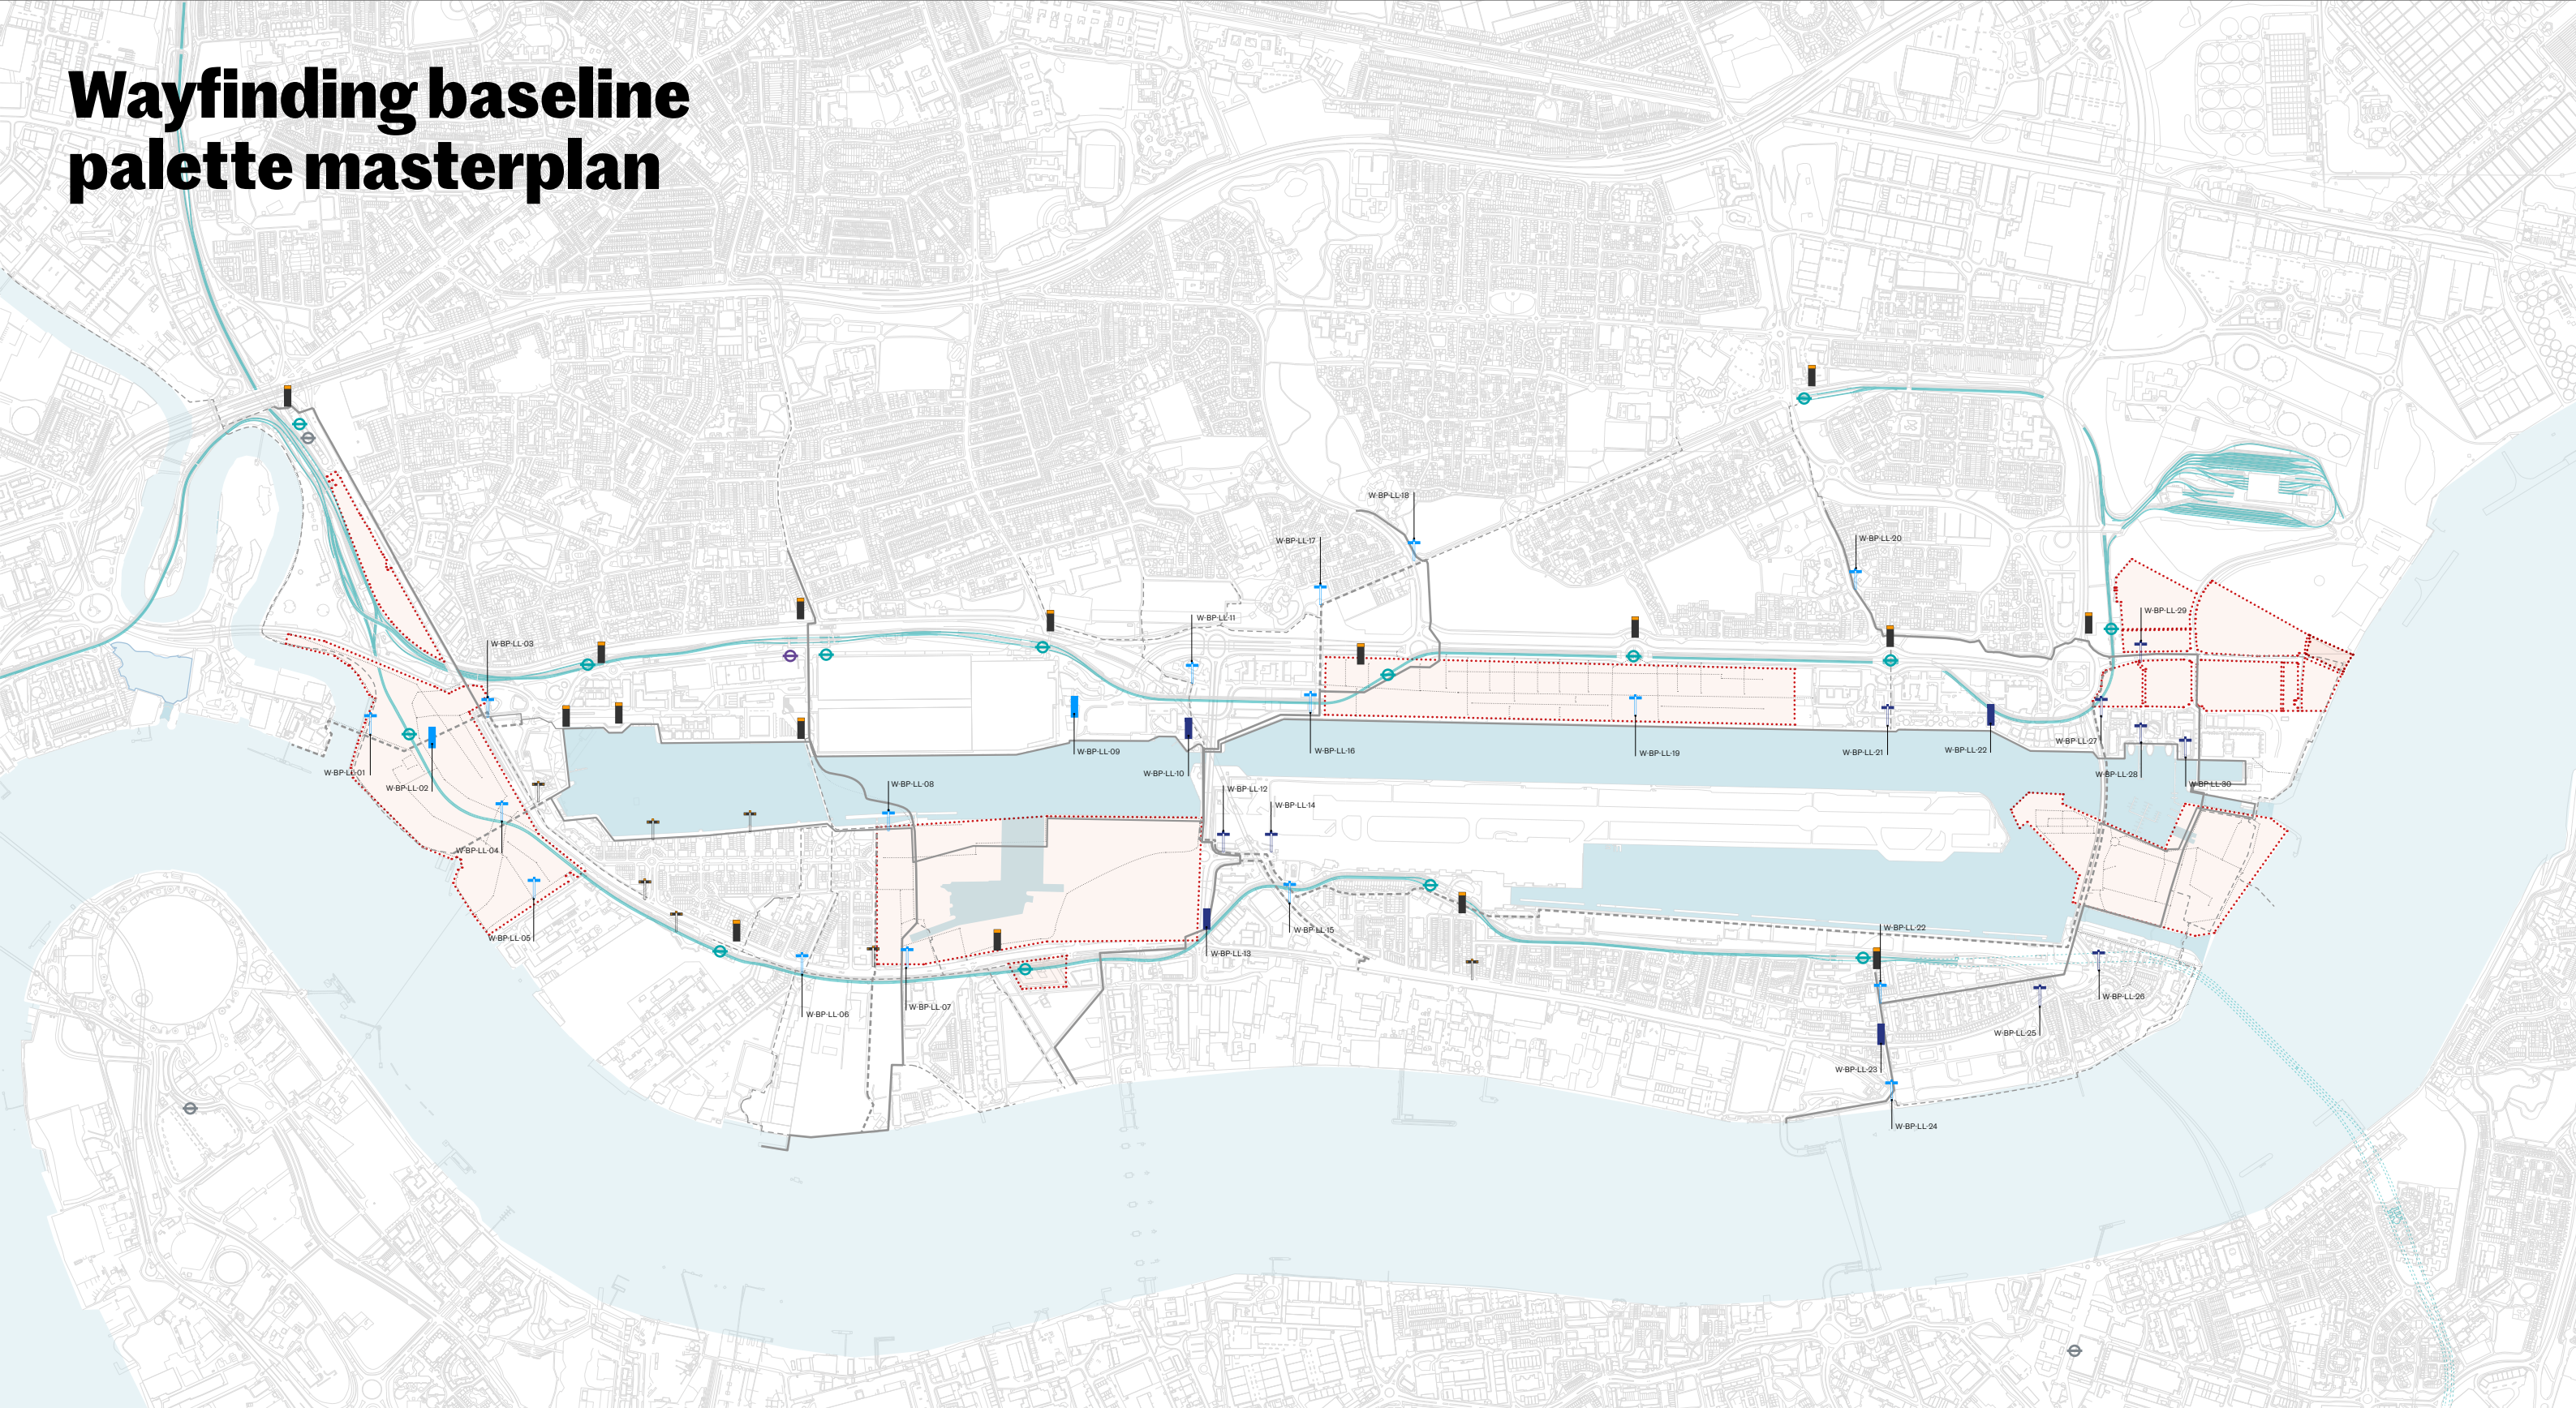 Wayfinding baseline
palette masterplan
W-BP-LL-18
W-BP-LL-17
W-BP-LL-20
W-BP-LL-29
W-BP-LL-11
W-BP-LL-03
W-BP-LL-27
W-BP-LL-09
W-BP-LL-16
W-BP-LL-19
W-BP-LL-21
W-BP-LL-22
W-BP-LL-01
W-BP-LL-10
W-BP-LL-28
W-BP-LL-30
W-BP-LL-02
W-BP-LL-08
W-BP-LL-12
W-BP-LL-14
W-BP-LL-04
W-BP-LL-22
W-BP-LL-15
W-BP-LL-05
W-BP-LL-13
W-BP-LL-26
W-BP-LL-07
W-BP-LL-06
W-BP-LL-25
W-BP-LL-23
W-BP-LL-24